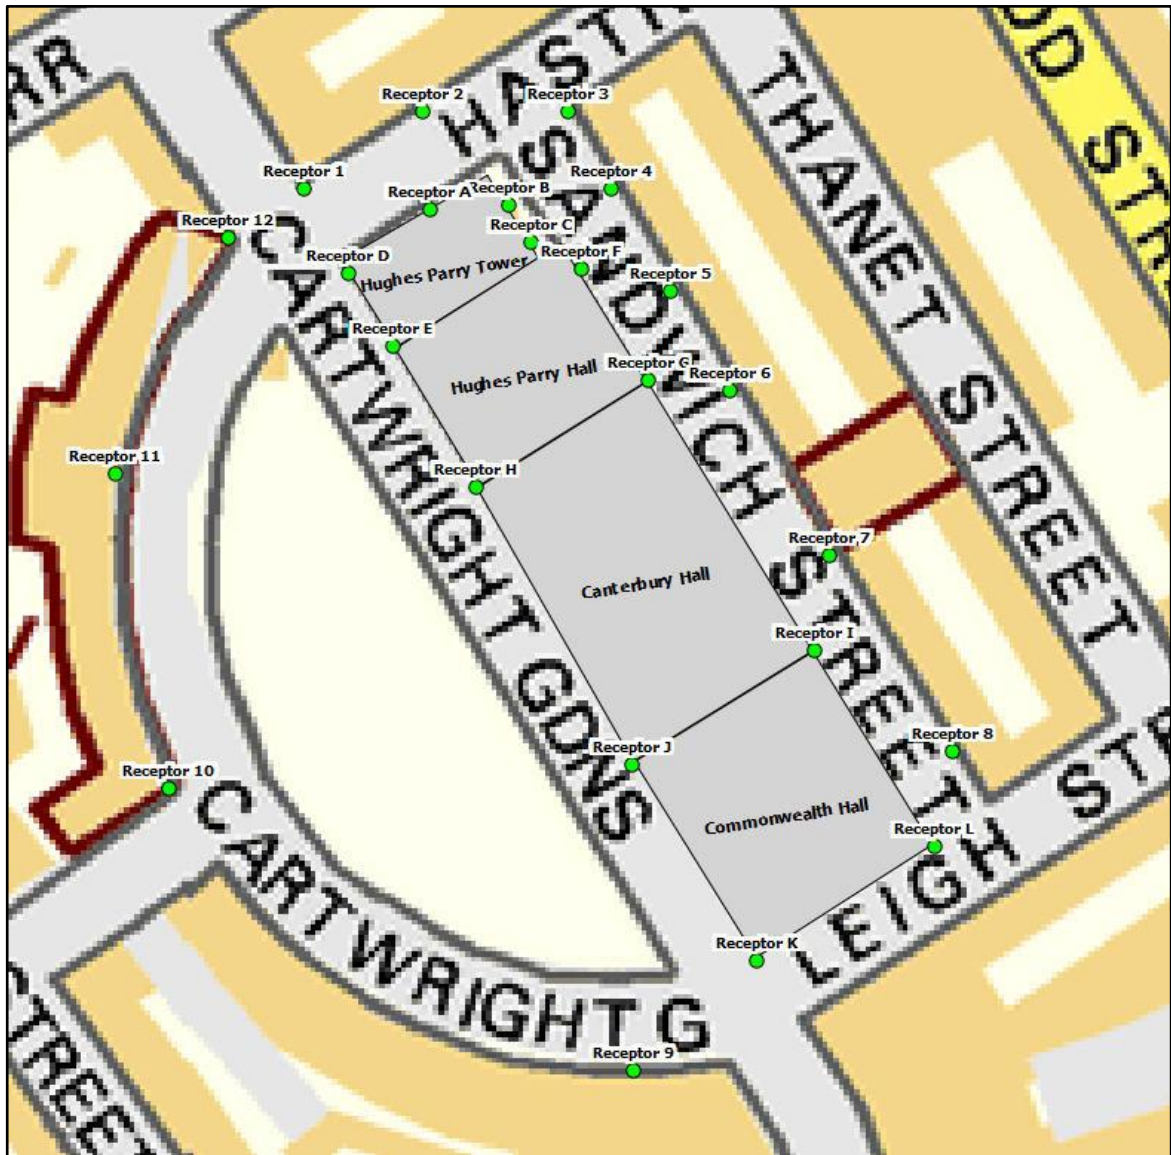 RR
HASTI
THANET STREET
OD STR
Receptor 2
Receptor 3
Receptor 1
Receptor 4
Receptor A
Receptor B
Receptor 12
Receptor C
Receptor D
Receptor F
Hughes Parry Tower
Receptor 5
Receptor E
SANDWICH STREET
Receptor G
Receptor 6
Hughes Parry Hall
CARTWRIGHT GDNS
Receptor 11
Receptor H
Receptor 7
Canterbury Hall
Receptor I
Receptor 8
Receptor J
Receptor 10
Commonwealth Hall
Receptor L
LEIGH STR
Receptor K
CARTWRIGHT G
Receptor 9
STREET